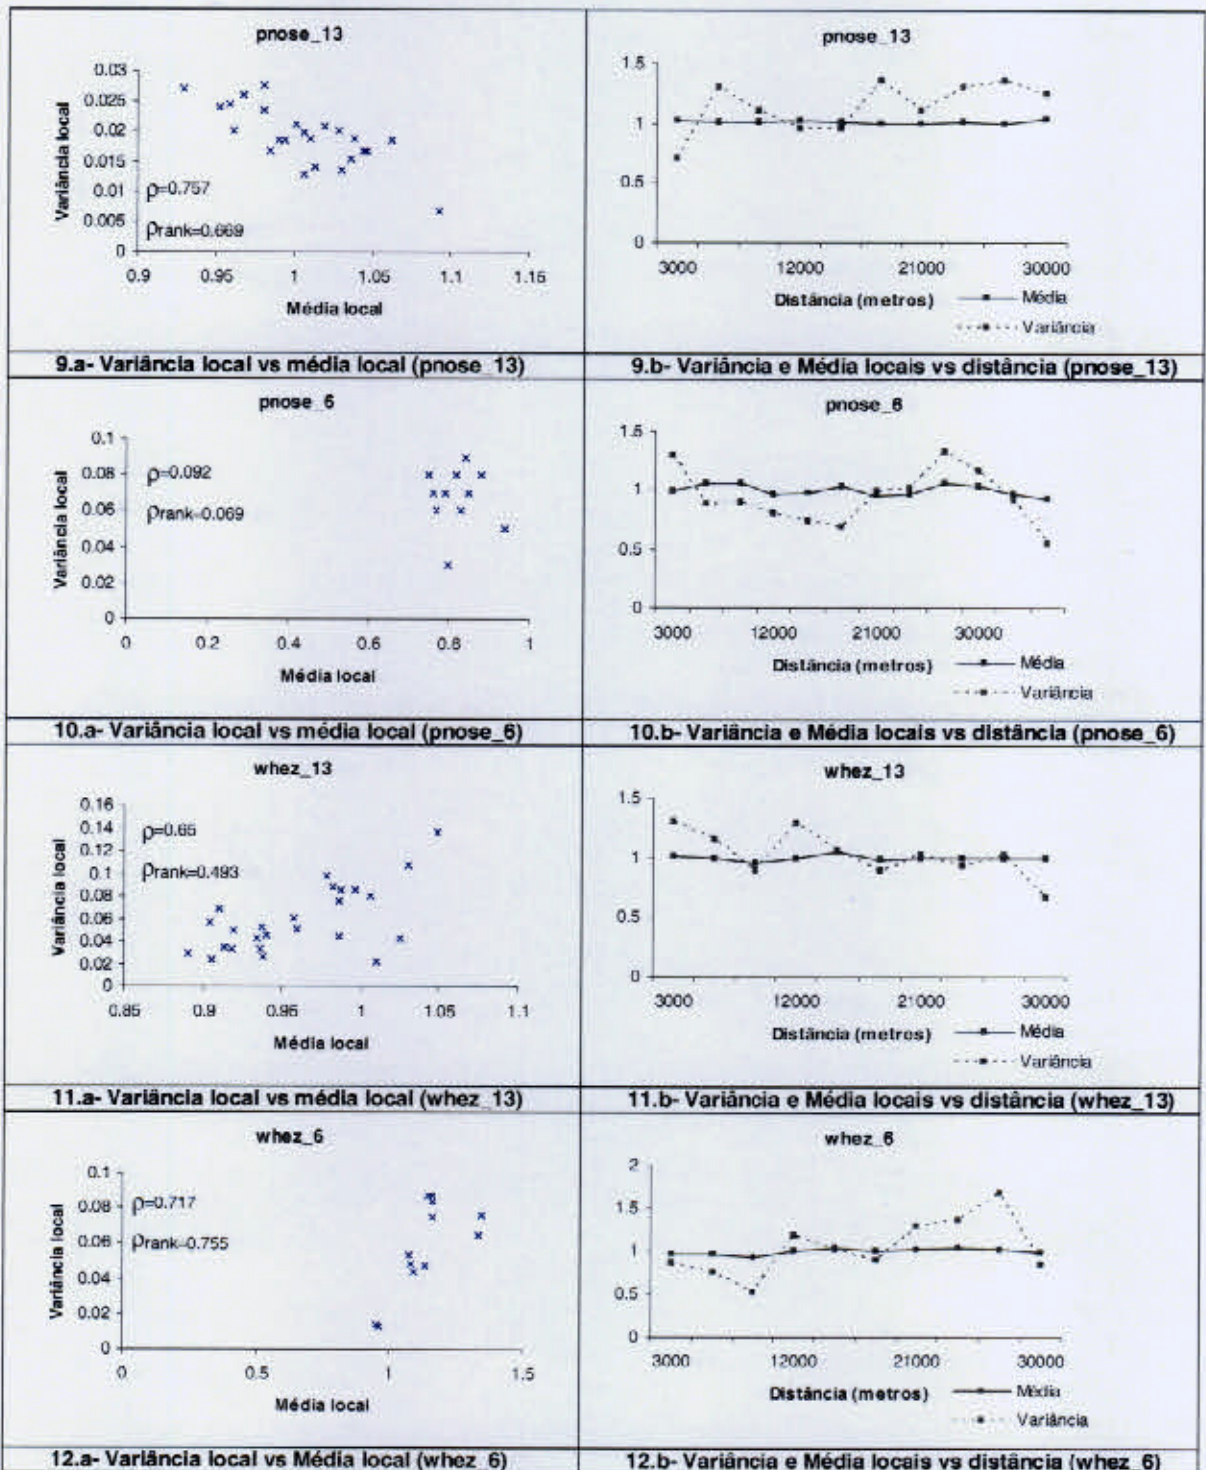 pnose_13
0.03
0.025
0.02
0.015
0.01
0.005
0
Variância local
ρ=0.757
ρrank=0.669
0.9 0.95 1 1.05 1.1 1.15
Média local
pnose_13
1.5
1
0.5
0
3000 12000 21000 30000
Distância (metros)
Média
Variância
9.a- Variância local vs média local (pnose_13)
9.b- Variância e Média locais vs distância (pnose_13)
pnose_6
0.1
0.08
0.06
0.04
0.02
0
Variância local
ρ=0.092
ρrank=0.069
0 0.2 0.4 0.6 0.8 1
Média local
pnose_6
1.5
1
0.5
0
3000 12000 21000 30000
Distância (metros)
Média
Variância
10.a- Variância local vs média local (pnose_6)
10.b- Variância e Média locais vs distância (pnose_6)
whez_13
0.16
0.14
0.12
0.1
0.08
0.06
0.04
0.02
0
Variância local
ρ=0.65
ρrank=0.493
0.85 0.9 0.95 1 1.05 1.1
Média local
whez_13
1.5
1
0.5
0
3000 12000 21000 30000
Distância (metros)
Média
Variância
11.a- Variância local vs média local (whez_13)
11.b- Variância e Média locais vs distância (whez_13)
whez_6
0.1
0.08
0.06
0.04
0.02
0
Variância local
ρ=0.717
ρrank=0.755
0 0.5 1 1.5
Média local
whez_6
2
1.5
1
0.5
0
3000 12000 21000 30000
Distância (metros)
Média
Variância
12.a- Variância local vs Média local (whez_6)
12.b- Variância e Média locais vs distância (whez_6)